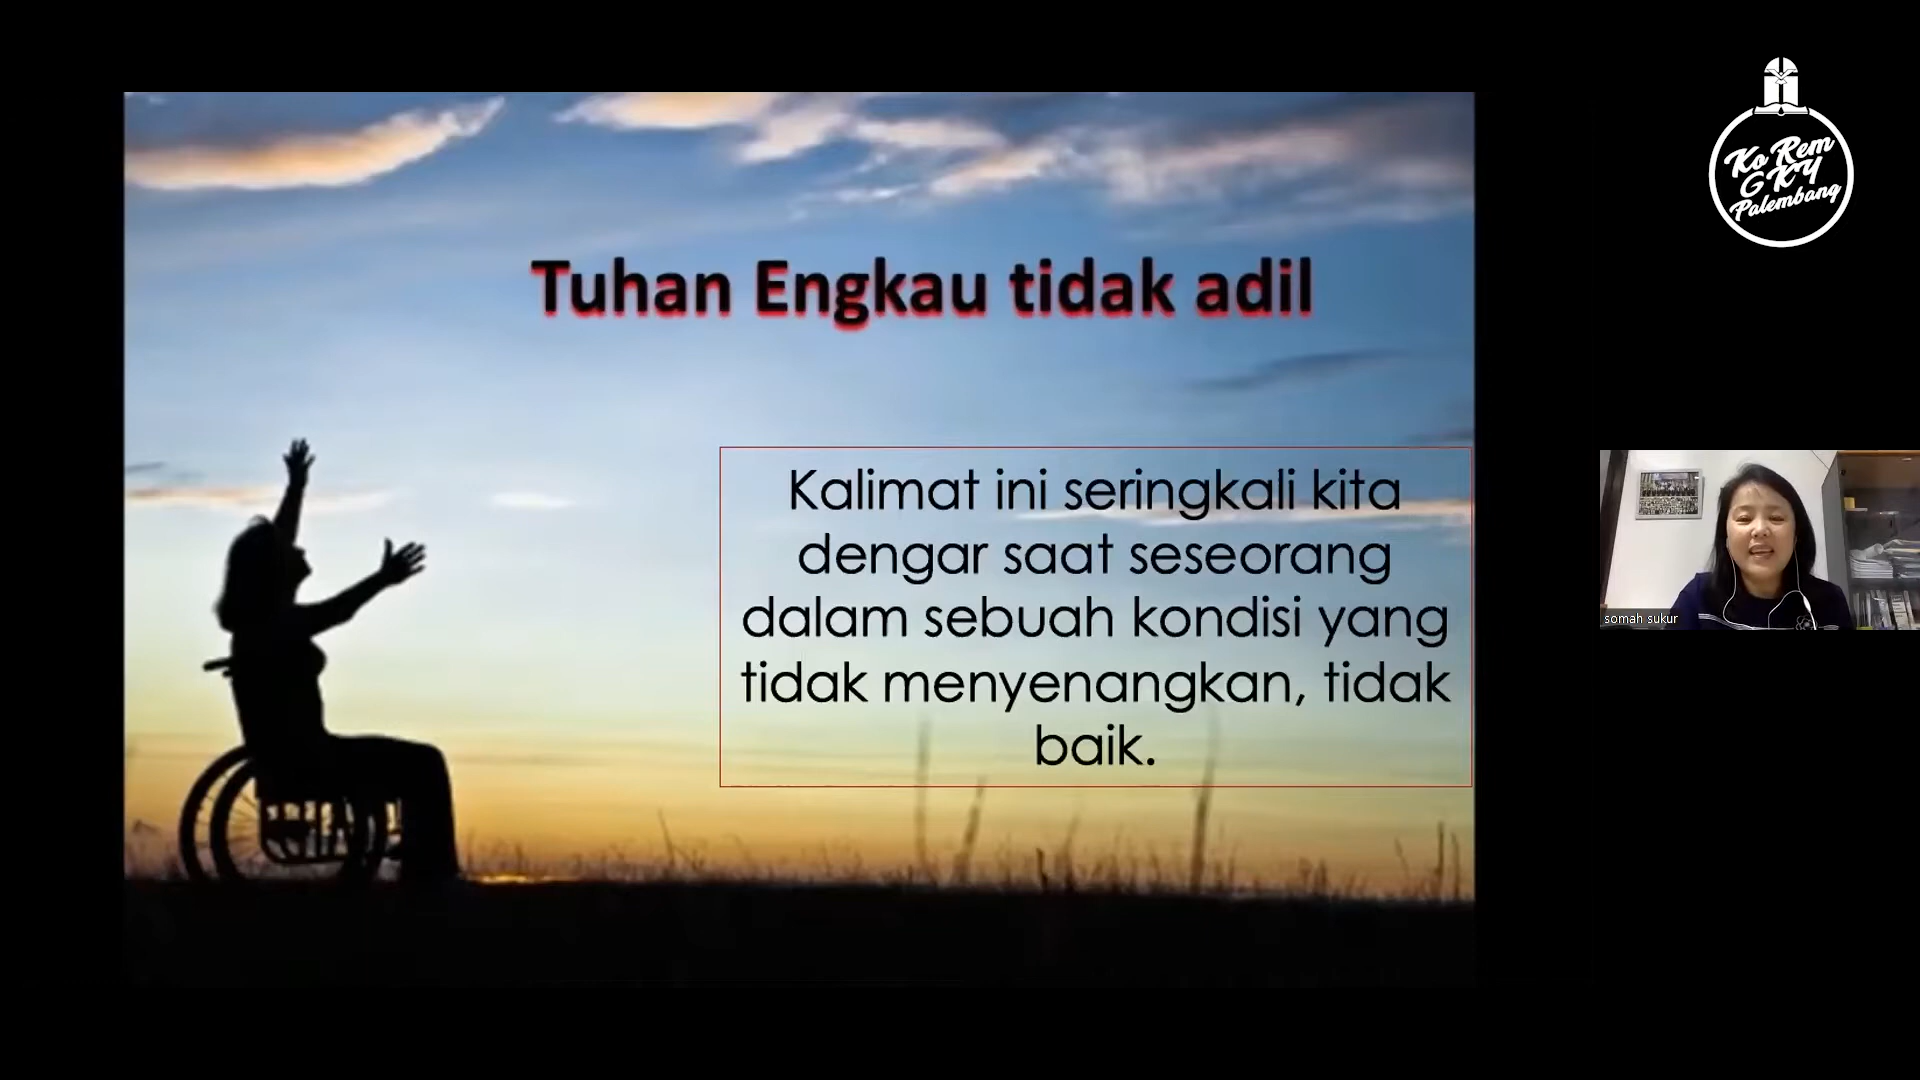 Tuhan Engkau tidak adil
Kalimat ini seringkali kita
dengar saat seseorang
dalam sebuah kondisi yang
tidak menyenangkan, tidak
baik.
Ko Rem
GKY
Palembang
somah sukur